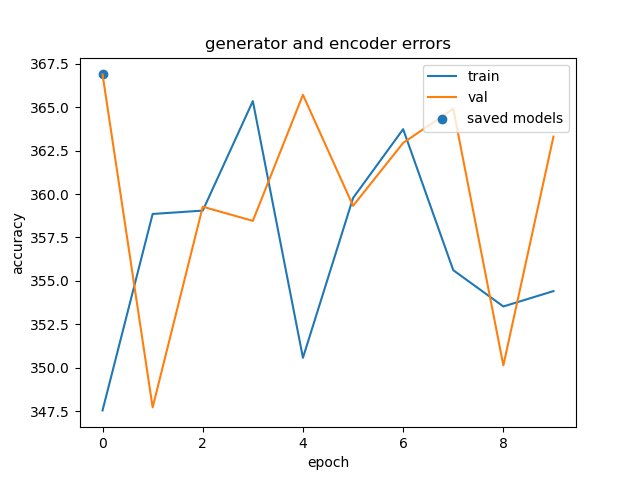 generator and encoder errors
367.5
365.0
362.5
360.0
357.5
355.0
352.5
350.0
347.5
accuracy
train
val
saved models
0
2
4
6
8
epoch